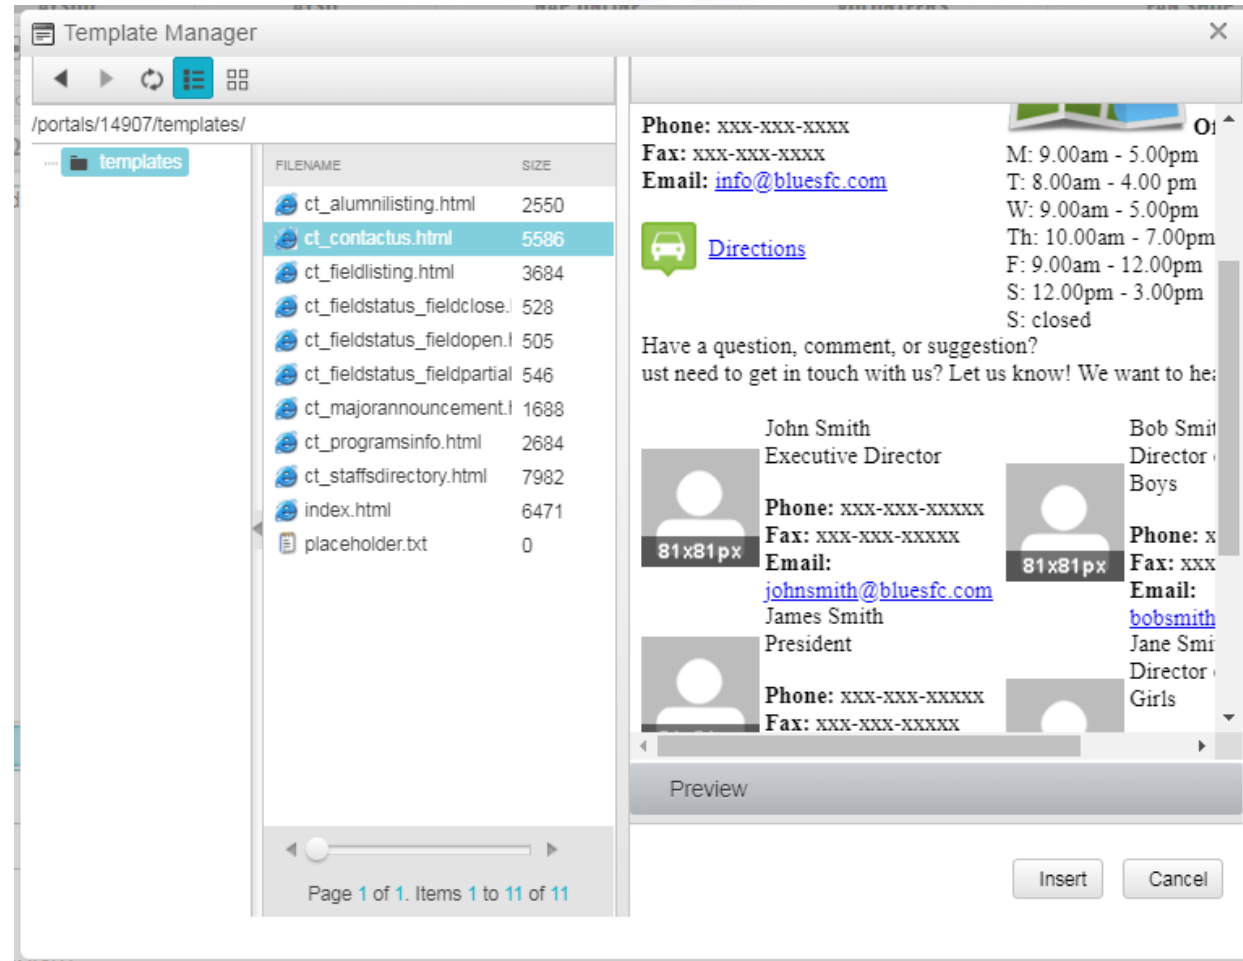 Template Manager
/portals/14907/templates/
templates
FILENAME SIZE
ct_alumnilisting.html 2550
ct_contactus.html 5586
ct_fieldlisting.html 3684
ct_fieldstatus_fieldclose. 528
ct_fieldstatus_fieldopen. 505
ct_fieldstatus_fieldpartial 546
ct_majorannouncement. 1688
ct_programsinfo.html 2684
ct_staffsdirectory.html 7982
index.html 6471
placeholder.txt 0
Page 1 of 1. Items 1 to 11 of 11
Phone: xxx-xxx-xxxx
Fax: xxx-xxx-xxxx
Email: info@bluesfc.com
Directions
M: 9.00am - 5.00pm
T: 8.00am - 4.00 pm
W: 9.00am - 5.00pm
Th: 10.00am - 7.00pm
F: 9.00am - 12.00pm
S: 12.00pm - 3.00pm
S: closed
Have a question, comment, or suggestion?
ust need to get in touch with us? Let us know! We want to
John Smith
Executive Director
Phone: xxx-xxx-xxxxx
Fax: xxx-xxx-xxxxx
Email:
johnsmith@bluesfc.com
81x81px
Bob Smit
Director
Boys
Phone: x
Fax: xxx
Email:
bobsmith
81x81px
James Smith
President
Phone: xxx-xxx-xxxxx
Fax: xxx-xxx-xxxxx
Jane Smi
Director
Girls
Preview
Insert Cancel